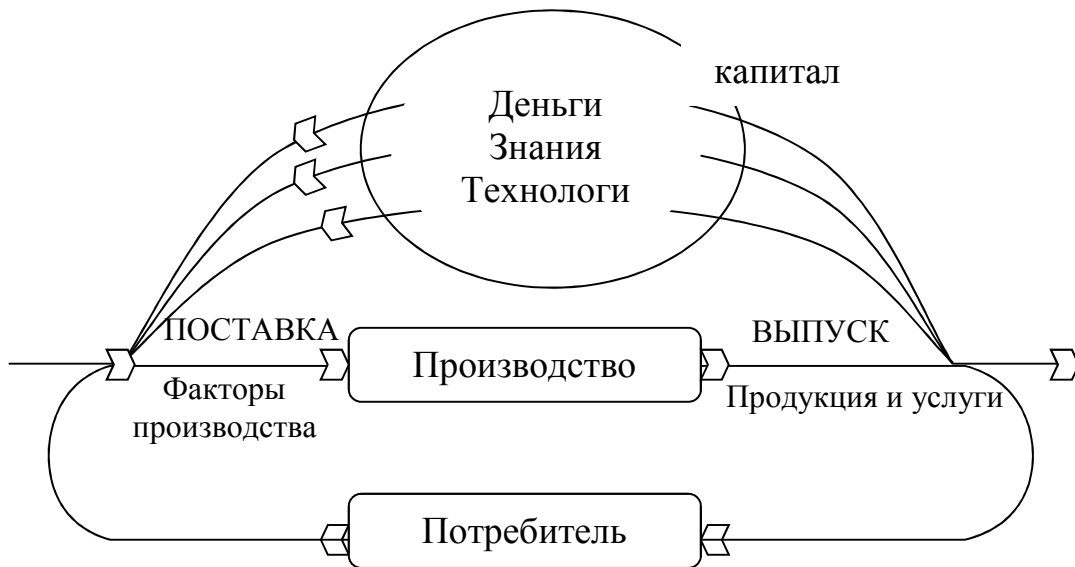 капитал
Деньги
Знания
Технологи
ПОСТАВКА
ВЫПУСК
Производство
Факторы
производства
Продукция и услуги
Потребитель